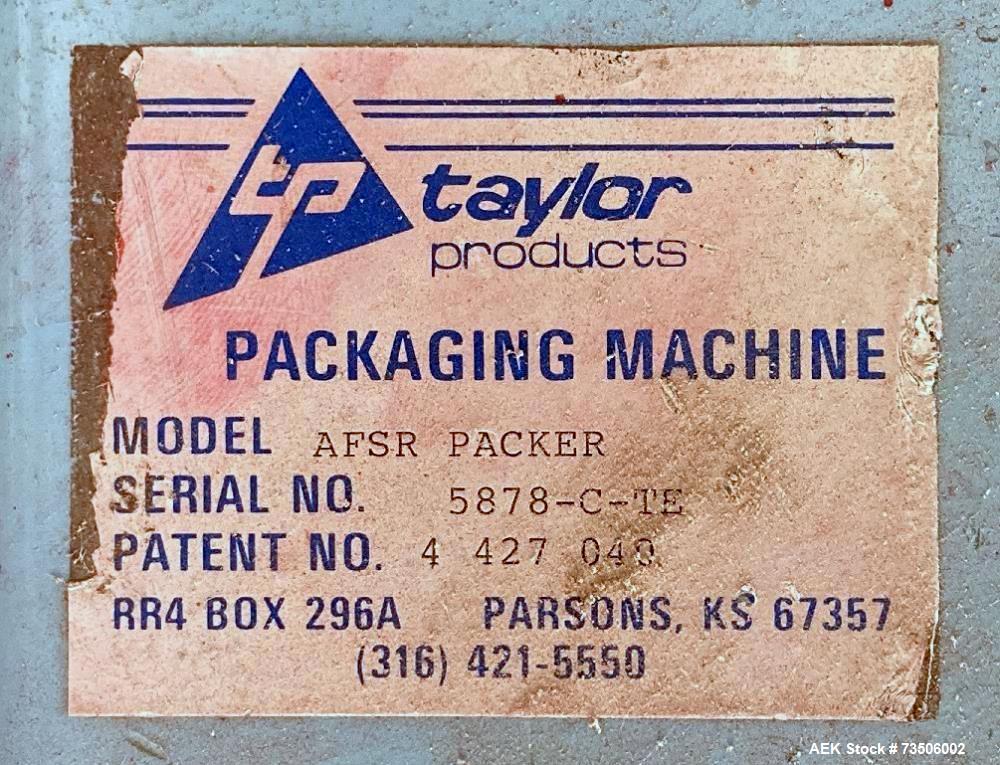 tp
taylor
products
PACKAGING MACHINE
MODEL AFSR PACKER
SERIAL NO. 5878-C-TE
PATENT NO. 4 427 040
RR4 BOX 296A PARSONS, KS 67357
(316) 421-5550
AEK Stock # 73506002